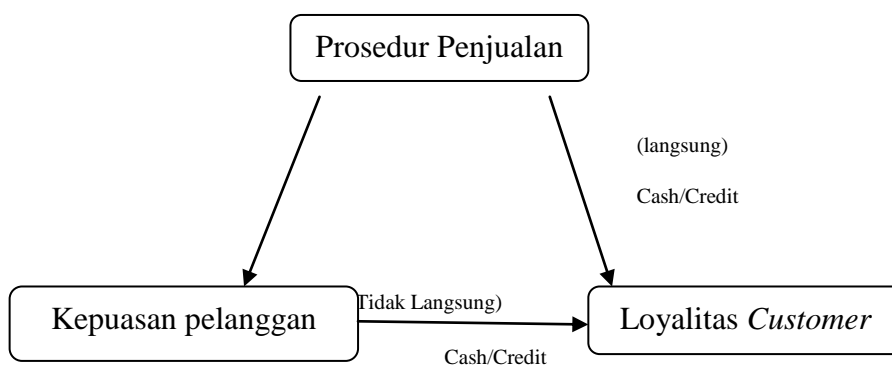 Prosedur Penjualan
(langsung)
Cash/Credit
Kepuasan pelanggan
Tidak Langsung)
Loyalitas Customer
Cash/Credit